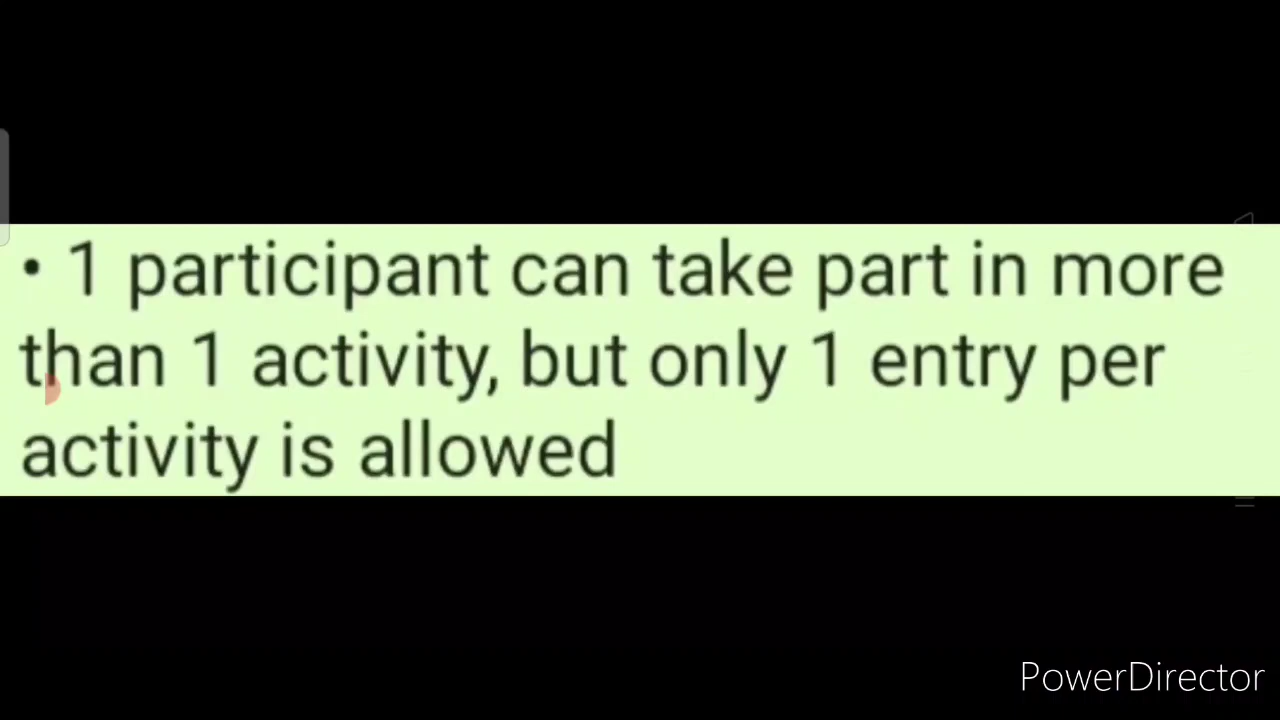 • 1 participant can take part in more
than 1 activity, but only 1 entry per
activity is allowed
PowerDirector